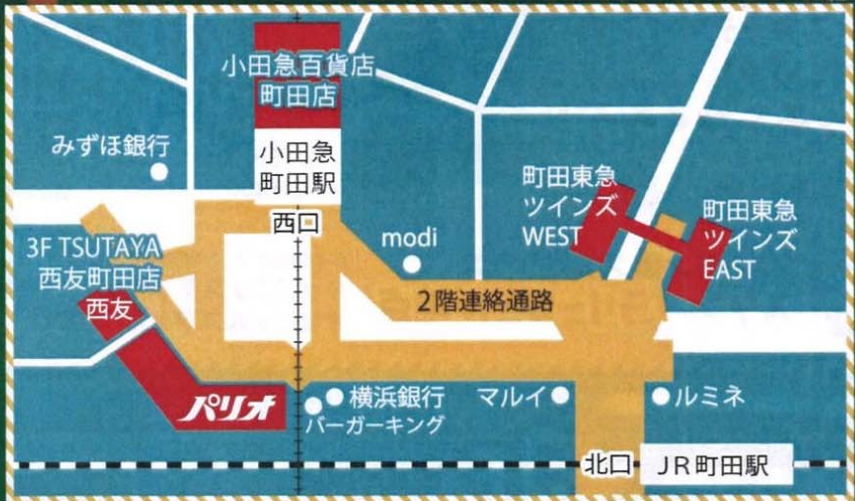 小田急百貨店
町田店
みずほ銀行
小田急
町田駅
西口
町田東急
ツインズ
WEST
町田東急
ツインズ
EAST
modi
3F TSUTAYA
西友町田店
西友
2階連絡通路
パリオ
横浜銀行
バーガーキング
マルイ
ルミネ
北口
JR町田駅